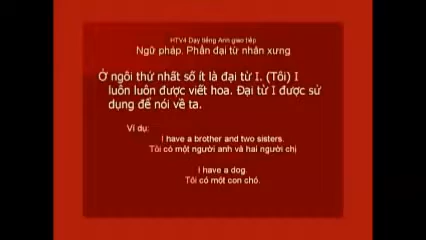 HTV4 Dạy tiếng Anh giao tiếp
Ngữ pháp. Phần đại từ nhân xưng
Ở ngôi thứ nhất số ít là đại từ I. (Tôi) I
luôn luôn được viết hoa. Đại từ I được sử
dụng để nói về ta.
Ví dụ:
I have a brother and two sisters.
Tôi có một người anh và hai người chị
I have a dog.
Tôi có một con chó.